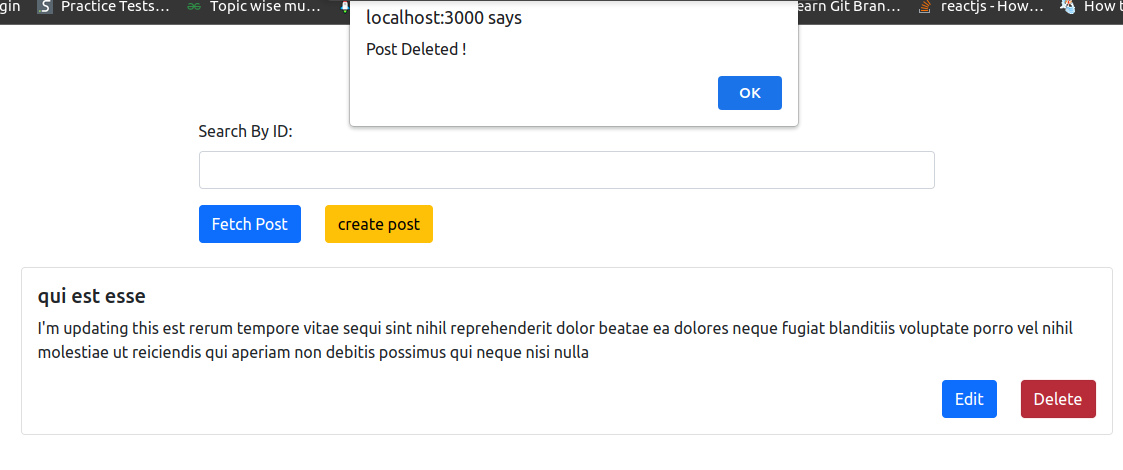 gin Practice Tests… Topic wise mu… earn Git Bran… reactjs - How… How t
localhost:3000 says
Post Deleted !
OK
Search By ID:
Fetch Post create post
qui est esse
I'm updating this est rerum tempore vitae sequi sint nihil reprehenderit dolor beatae ea dolores neque fugiat blanditiis voluptate porro vel nihil
molestiae ut reiciendis qui aperiam non debitis possimus qui neque nisi nulla
Edit Delete